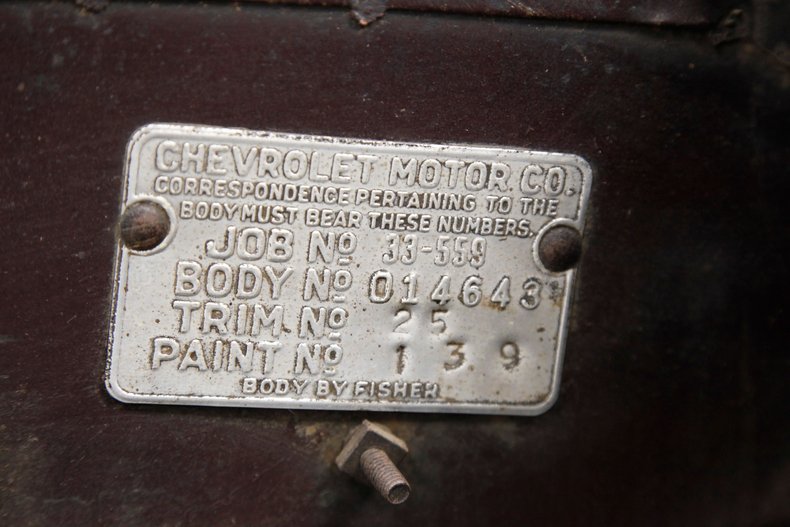 CHEVROLET MOTOR CO.
CORRESPONDENCE PERTAINING TO THE
BODY MUST BEAR THESE NUMBERS.
JOB NO 33-559
BODY NO 014643
TRIM NO 25
PAINT NO 139
BODY BY FISHER